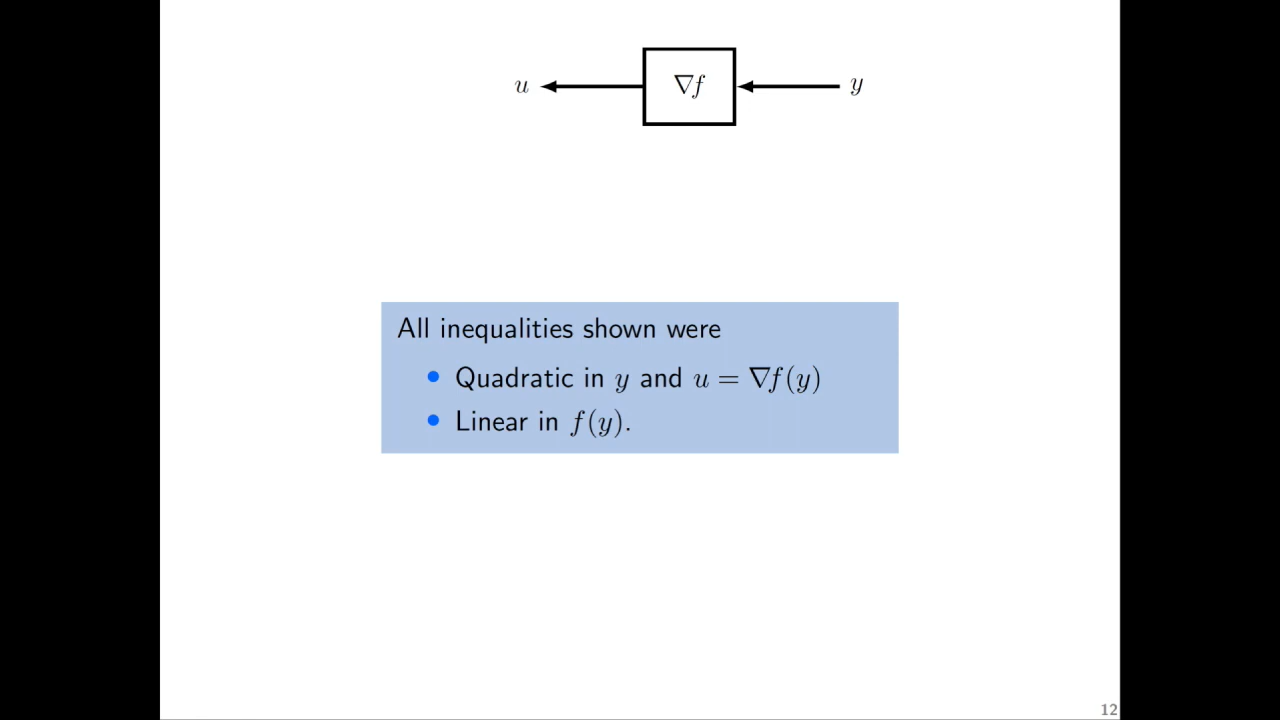 u ∇f y
All inequalities shown were
• Quadratic in y and u = ∇f(y)
• Linear in f(y).
12